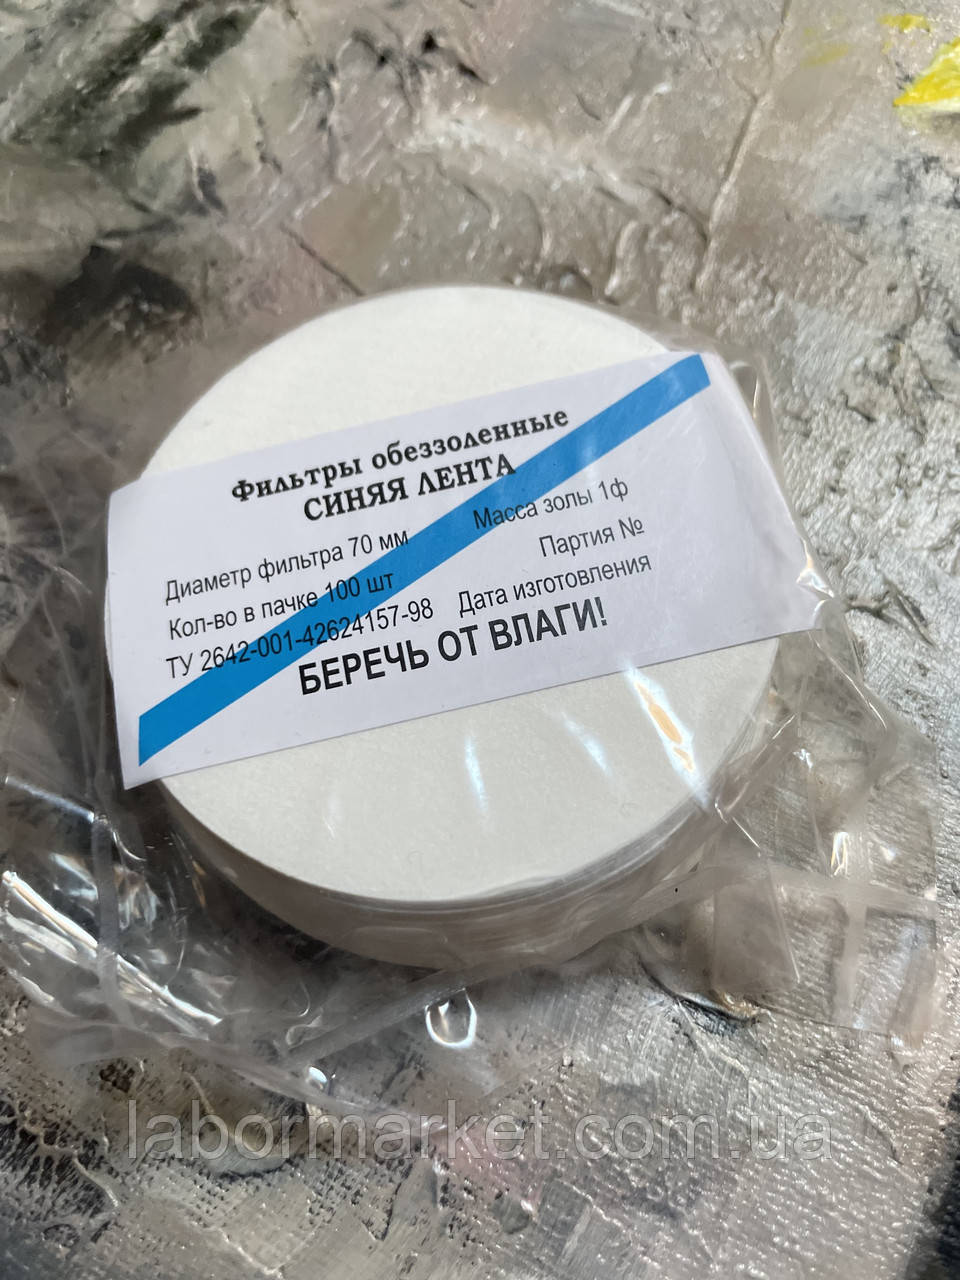 Фильтры обеззоленные
СИНЯЯ ЛЕНТА
Диаметр фильтра 70 мм Масса золы 1ф
Кол-во в пачке 100 шт Партия №
ТУ 2642-001-42624157-98 Дата изготовления
БЕРЕЧЬ ОТ ВЛАГИ!
labormarket.com.ua